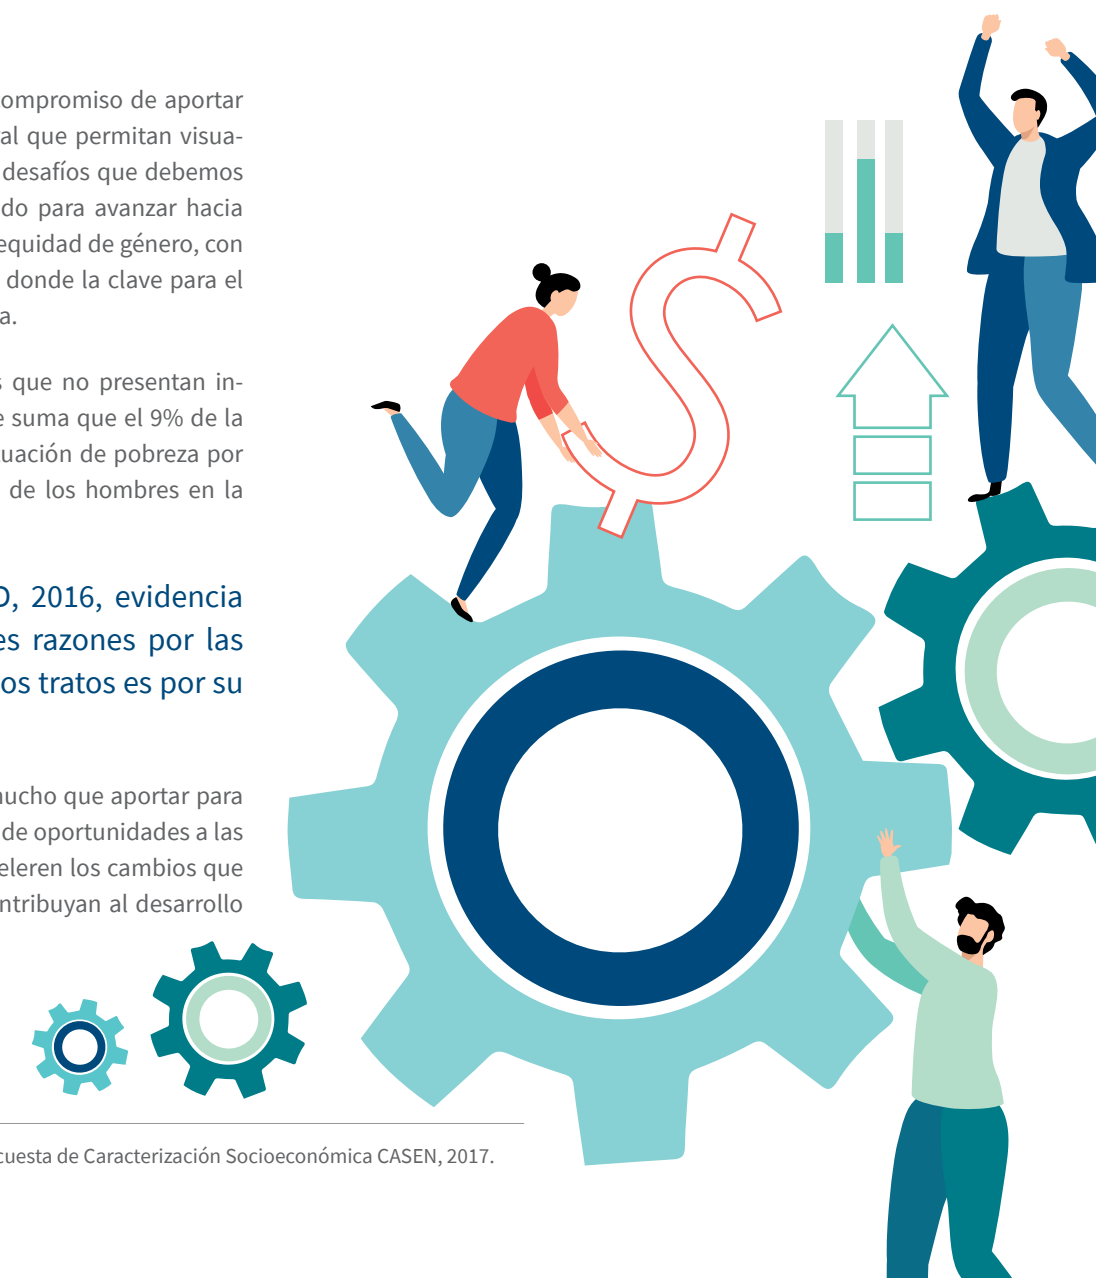 ompromiso de aportar
al que permitan visua-
desafíos que debemos
do para avanzar hacia
equidad de género, con
donde la clave para el
a.
s que no presentan in-
e suma que el 9% de la
tuación de pobreza por
de los hombres en la
D, 2016, evidencia
es razones por las
os tratos es por su
mucho que aportar para
de oportunidades a las
eleren los cambios que
ntribuyan al desarrollo
cuesta de Caracterización Socioeconómica CASEN, 2017.